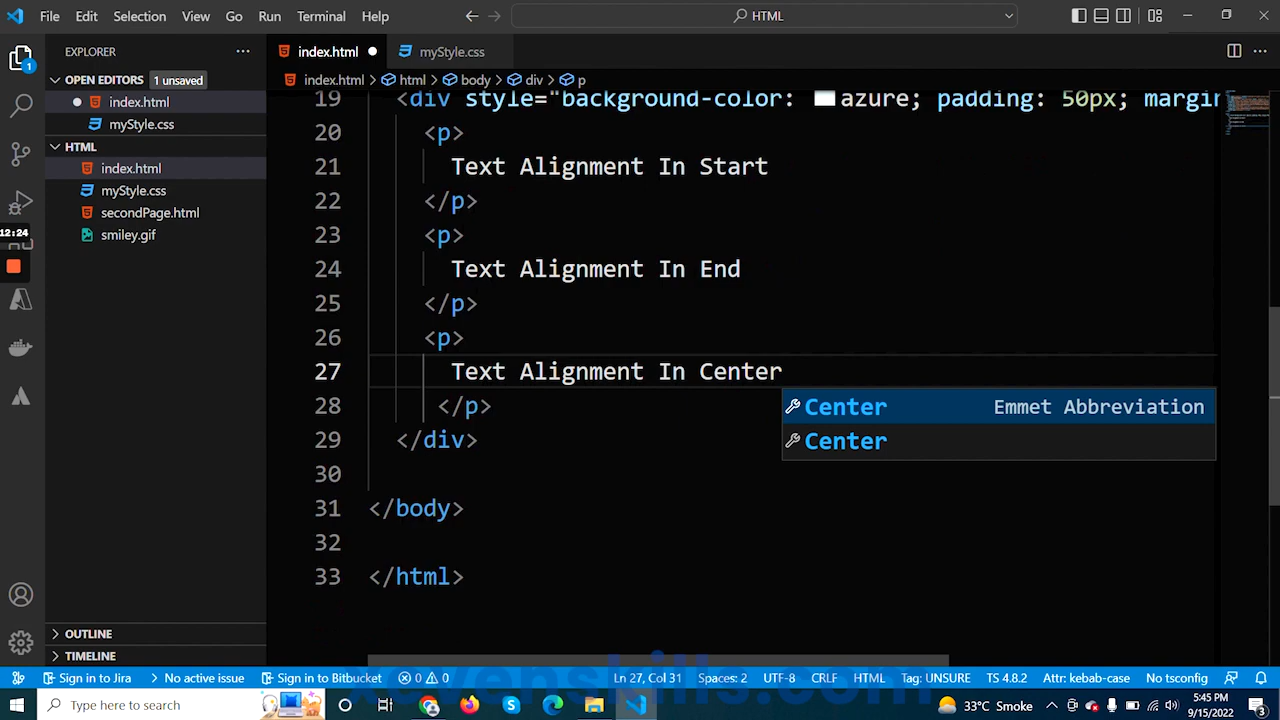 File Edit Selection View Go Run Terminal Help
HTML
EXPLORER
OPEN EDITORS 1 unsaved
index.html
myStyle.css
HTML
index.html
myStyle.css
secondPage.html
smiley.gif
OUTLINE
TIMELINE
1
12:24
index.html myStyle.css
index.html > html > body > div > p
19 <div style="background-color: azure; padding: 50px; margin
20 <p>
21 Text Alignment In Start
22 </p>
23 <p>
24 Text Alignment In End
25 </p>
26 <p>
27 Text Alignment In Center
28 </p>
Center Emmet Abbreviation
Center
29 </div>
30
31 </body>
32
33 </html>
Sign in to Jira No active issue Sign in to Bitbucket 0 0 Ln 27, Col 31 Spaces: 2 UTF-8 CRLF HTML Tag: UNSURE TS 4.8.2 Attr: kebab-case No tsconfig
Type here to search
33°C Smoke
5:45 PM
9/15/2022
3